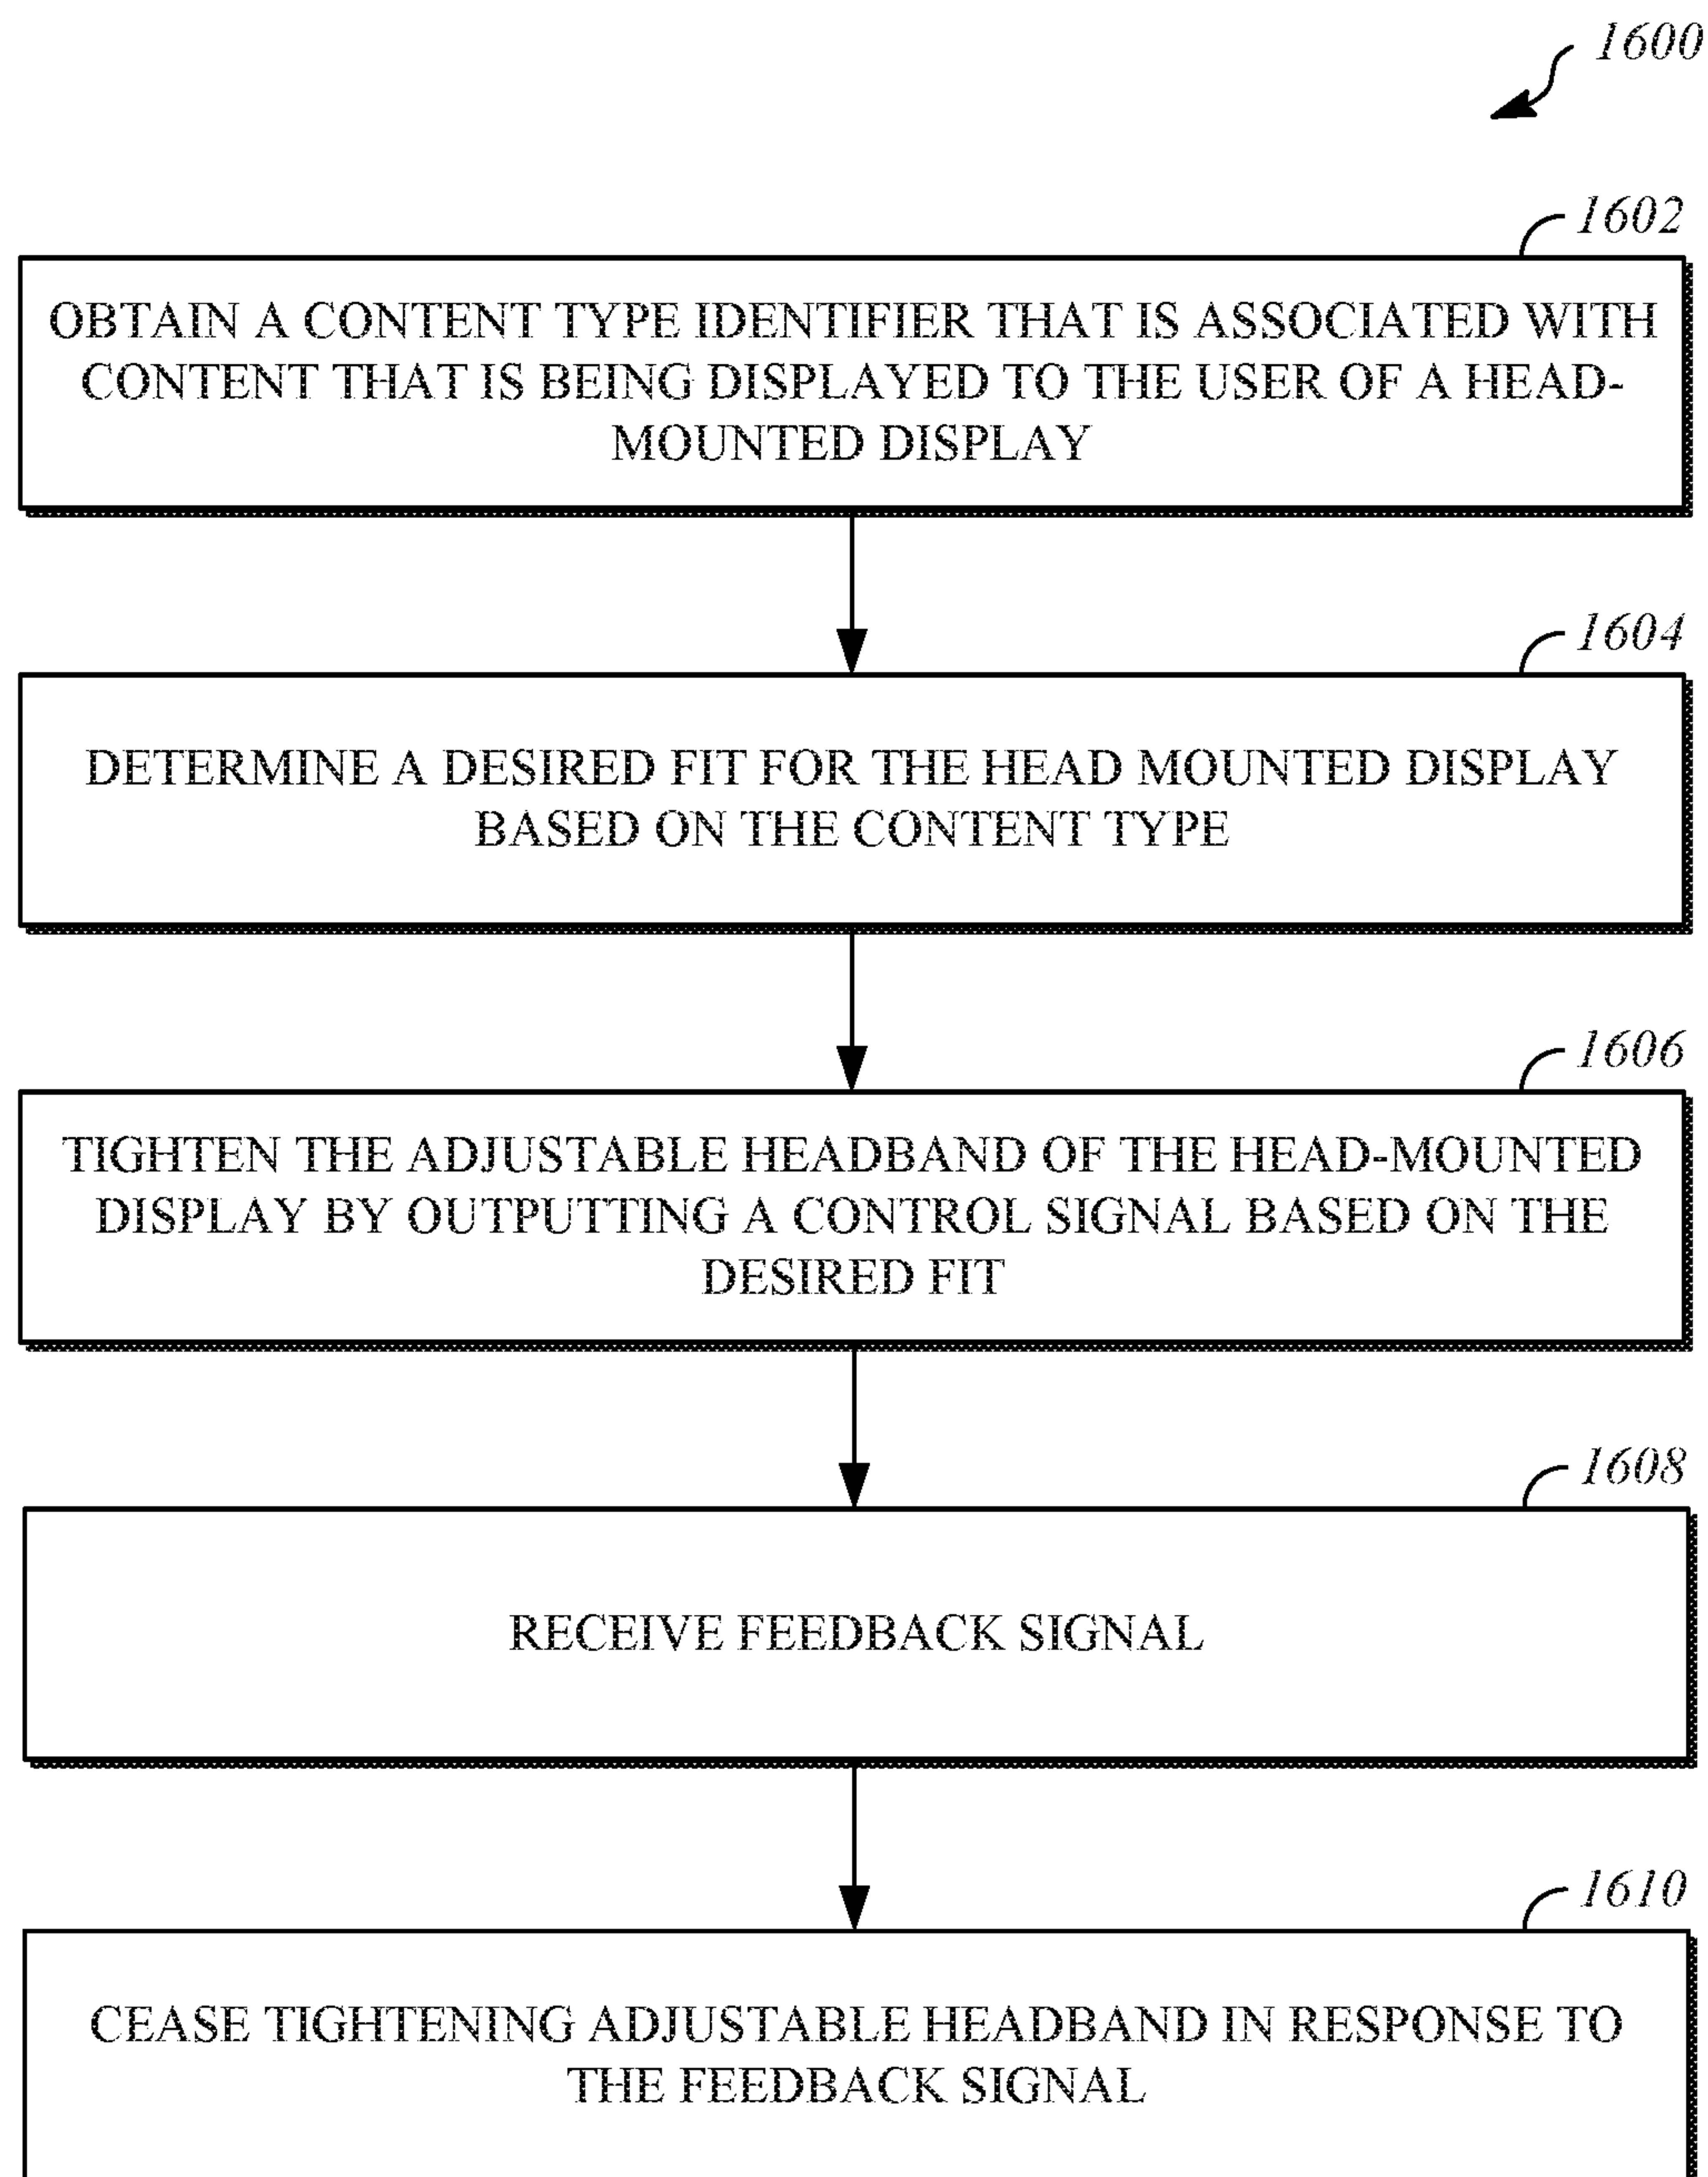 1600
1602
OBTAIN A CONTENT TYPE IDENTIFIER THAT IS ASSOCIATED WITH
CONTENT THAT IS BEING DISPLAYED TO THE USER OF A HEAD-
MOUNTED DISPLAY
1604
DETERMINE A DESIRED FIT FOR THE HEAD MOUNTED DISPLAY
BASED ON THE CONTENT TYPE
1606
TIGHTEN THE ADJUSTABLE HEADBAND OF THE HEAD-MOUNTED
DISPLAY BY OUTPUTTING A CONTROL SIGNAL BASED ON THE
DESIRED FIT
1608
RECEIVE FEEDBACK SIGNAL
1610
CEASE TIGHTENING ADJUSTABLE HEADBAND IN RESPONSE TO
THE FEEDBACK SIGNAL